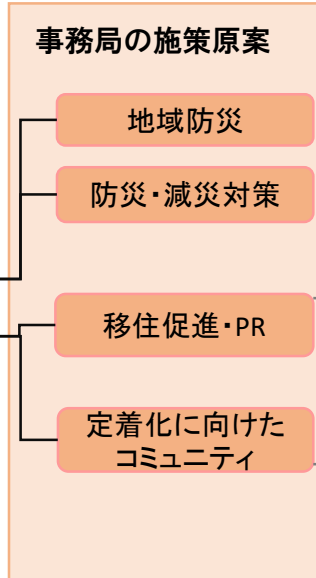 事務局の施策原案
地域防災
防災・減災対策
移住促進・PR
定着化に向けた
コミュニティ